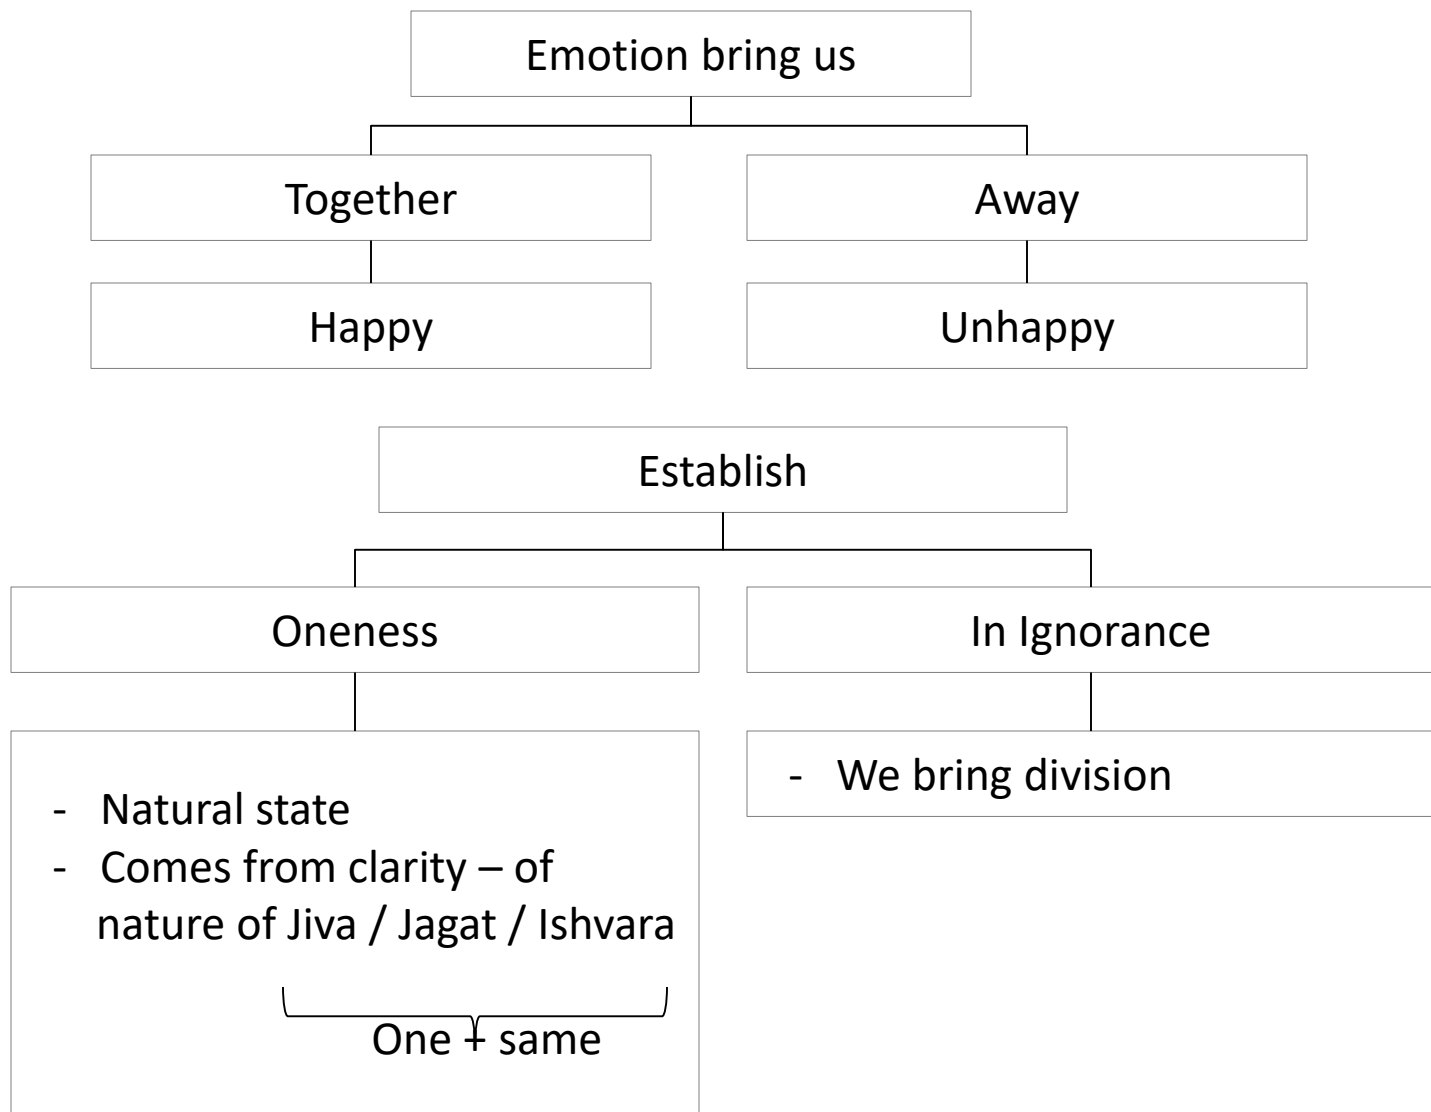 Emotion bring us
Together
Away
Happy
Unhappy
Establish
Oneness
In Ignorance
- Natural state
- Comes from clarity – of
nature of Jiva / Jagat / Ishvara
One + same
- We bring division